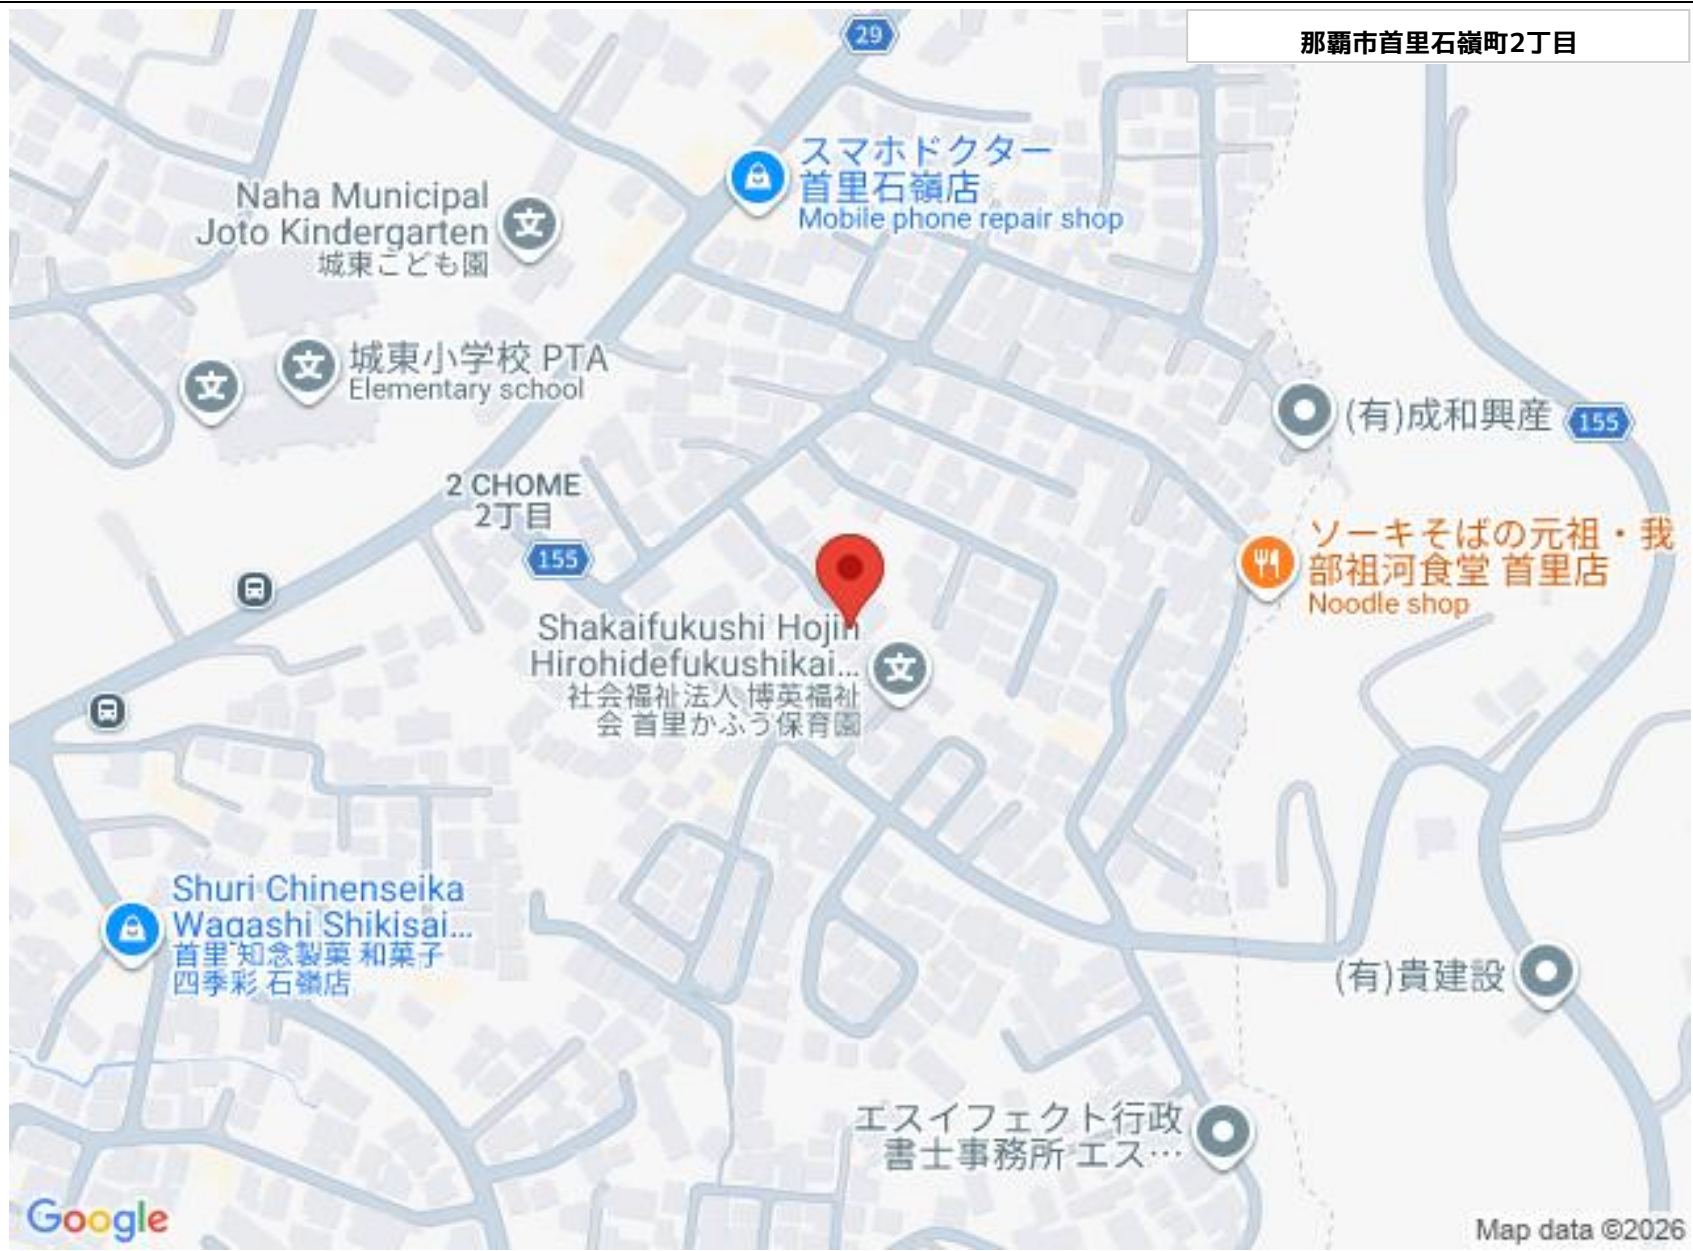 那覇市首里石嶺町2丁目
29
スマホドクター
首里石嶺店
Mobile phone repair shop
Naha Municipal
Joto Kindergarten
城東こども園
文
城東小学校 PTA
Elementary school
文
文
(有)成和興産
155
2 CHOME
2丁目
155
ソーキそばの元祖・我
部祖河食堂 首里店
Noodle shop
Shakaifukushi Hojin
Hirohidefukushikai...
社会福祉法人 博英福祉
会 首里かふう保育園
文
Shuri Chinenseika
Wagashi Shikisai...
首里 知念製菓 和菓子
四季彩 石嶺店
(有)貴建設
エスイフェクト行政
書士事務所 エス…
Google
Map data ©2026